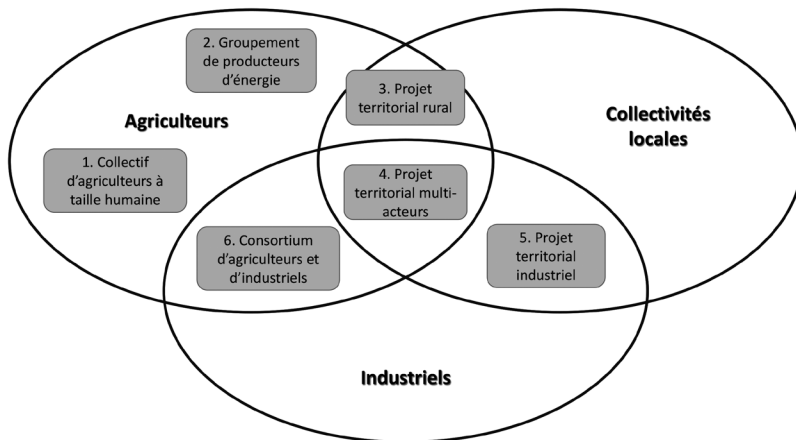 2. Groupement
de producteurs
d'énergie
3. Projet
territorial rural
Agriculteurs
Collectivités
locales
1. Collectif
d'agriculteurs à
taille humaine
4. Projet
territorial multi-
acteurs
6. Consortium
d'agriculteurs et
d'industriels
5. Projet
territorial
industriel
Industriels